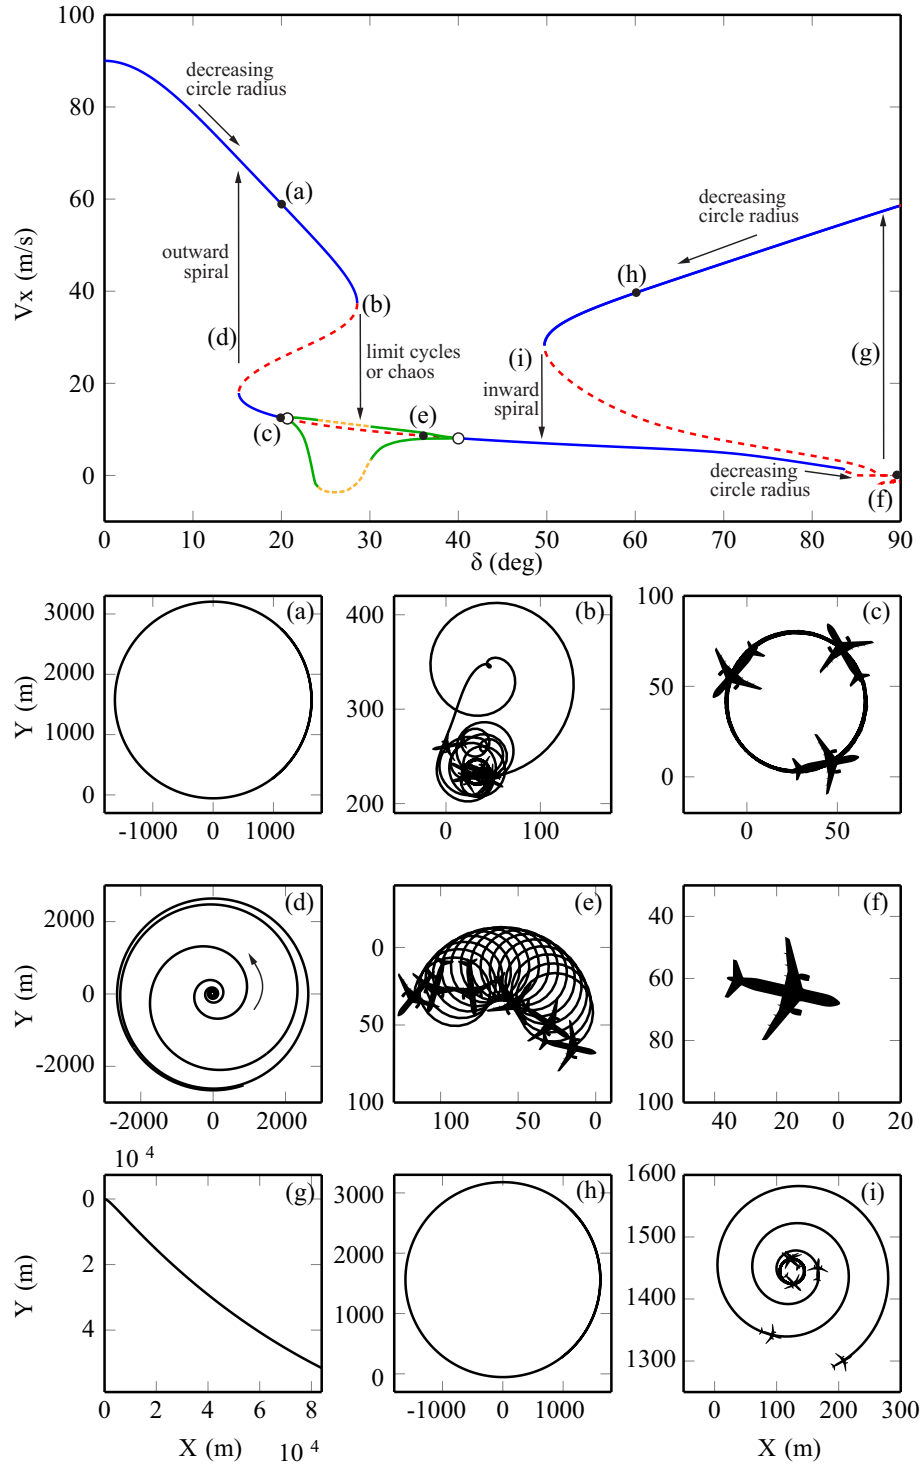 100
80
60
40
20
0
Vx (m/s)
decreasing
circle radius
(a)
outward
spiral
(d)
(b)
limit cycles
or chaos
(c)
(e)
decreasing
circle radius
(h)
(i)
(g)
inward
spiral
decreasing
circle radius
(f)
0 10 20 30 40 50 60 70 80 90
δ (deg)
(a)
3000
2000
1000
0
Y (m)
-1000 0 1000
(b)
400
300
200
0 100
(c)
100
50
0
0 50
(d)
2000
0
-2000
Y (m)
-2000 0 2000
(e)
0
50
100
100 50 0
(f)
40
60
80
100
40 20 0 20
10 4
(g)
0
2
4
Y (m)
0 2 4 6 8
X (m) 10 4
(h)
3000
2000
1000
0
-1000 0 1000
(i)
1600
1500
1400
1300
0 100 200 300
X (m)